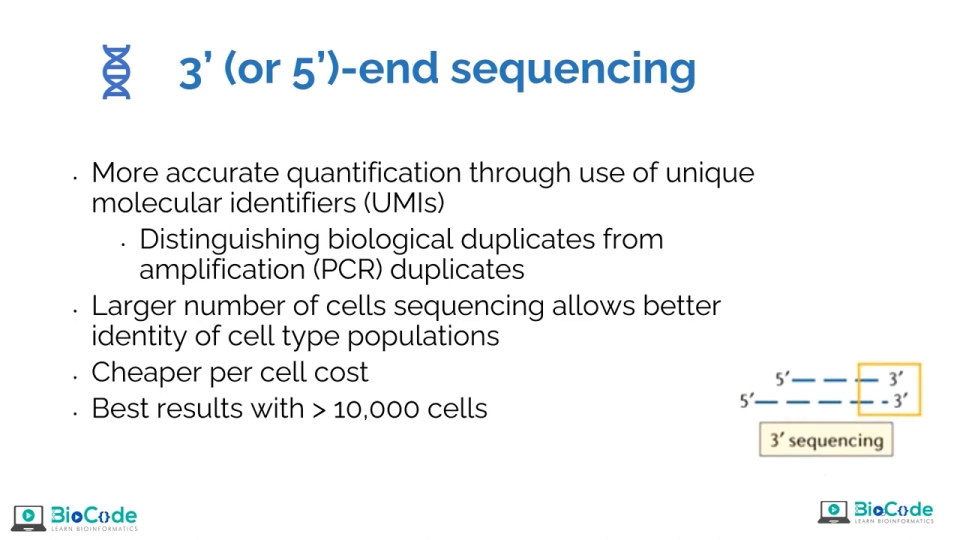 3’ (or 5’)-end sequencing
• More accurate quantification through use of unique
molecular identifiers (UMIs)
• Distinguishing biological duplicates from
amplification (PCR) duplicates
• Larger number of cells sequencing allows better
identity of cell type populations
• Cheaper per cell cost
• Best results with > 10,000 cells
5′ 3′
5′ 3′
3′ sequencing
BioCode
LEARN BIOINFORMATICS
BioCode
LEARN BIOINFORMATICS